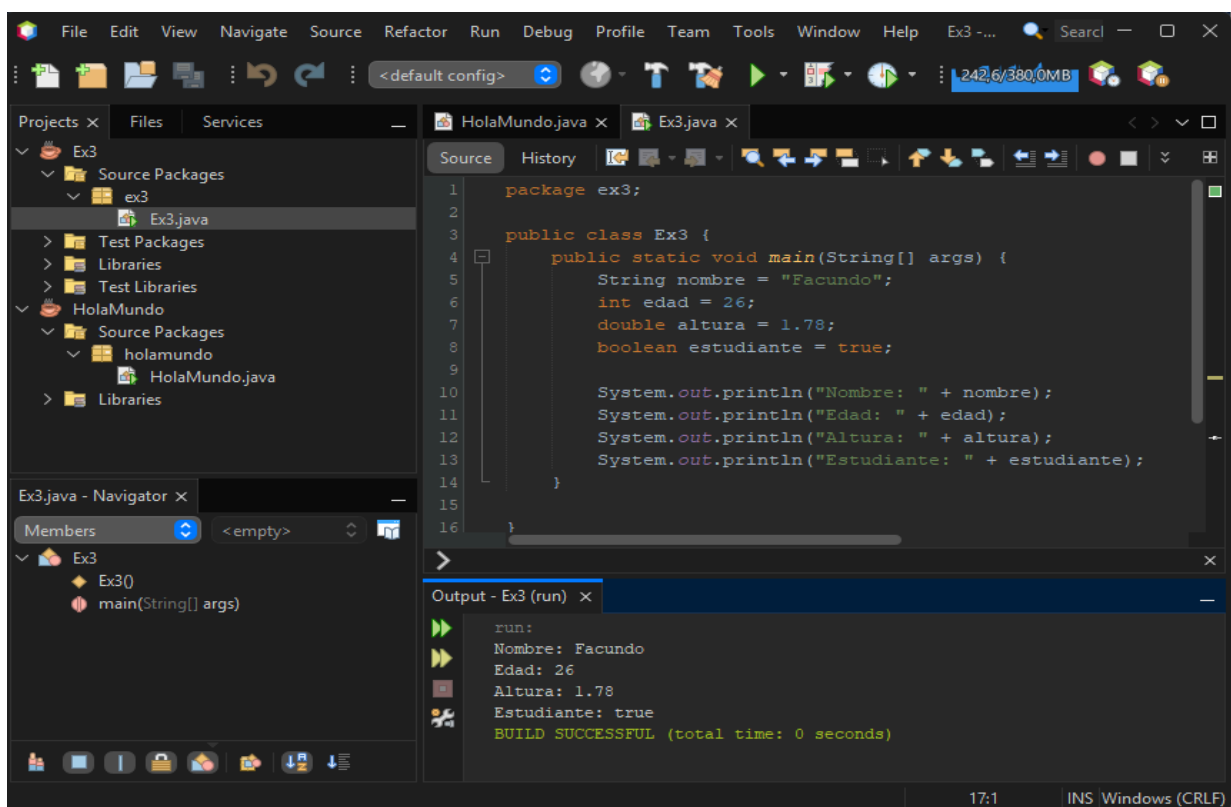 File Edit View Navigate Source Refactor Run Debug Profile Team Tools Window Help Ex3 -...
<default config> 242,6/380,0MB
Projects Files Services
Ex3
Source Packages
ex3
Ex3.java
Test Packages
Libraries
Test Libraries
HolaMundo
Source Packages
holamundo
HolaMundo.java
Libraries
Ex3.java - Navigator
Members <empty>
Ex3
Ex3()
main(String[] args)
HolaMundo.java Ex3.java
Source History
1 package ex3;
2
3 public class Ex3 {
4 public static void main(String[] args) {
5 String nombre = "Facundo";
6 int edad = 26;
7 double altura = 1.78;
8 boolean estudiante = true;
9
10 System.out.println("Nombre: " + nombre);
11 System.out.println("Edad: " + edad);
12 System.out.println("Altura: " + altura);
13 System.out.println("Estudiante: " + estudiante);
14 }
15
16 }
Output - Ex3 (run)
run:
Nombre: Facundo
Edad: 26
Altura: 1.78
Estudiante: true
BUILD SUCCESSFUL (total time: 0 seconds)
17:1 INS Windows (CRLF)